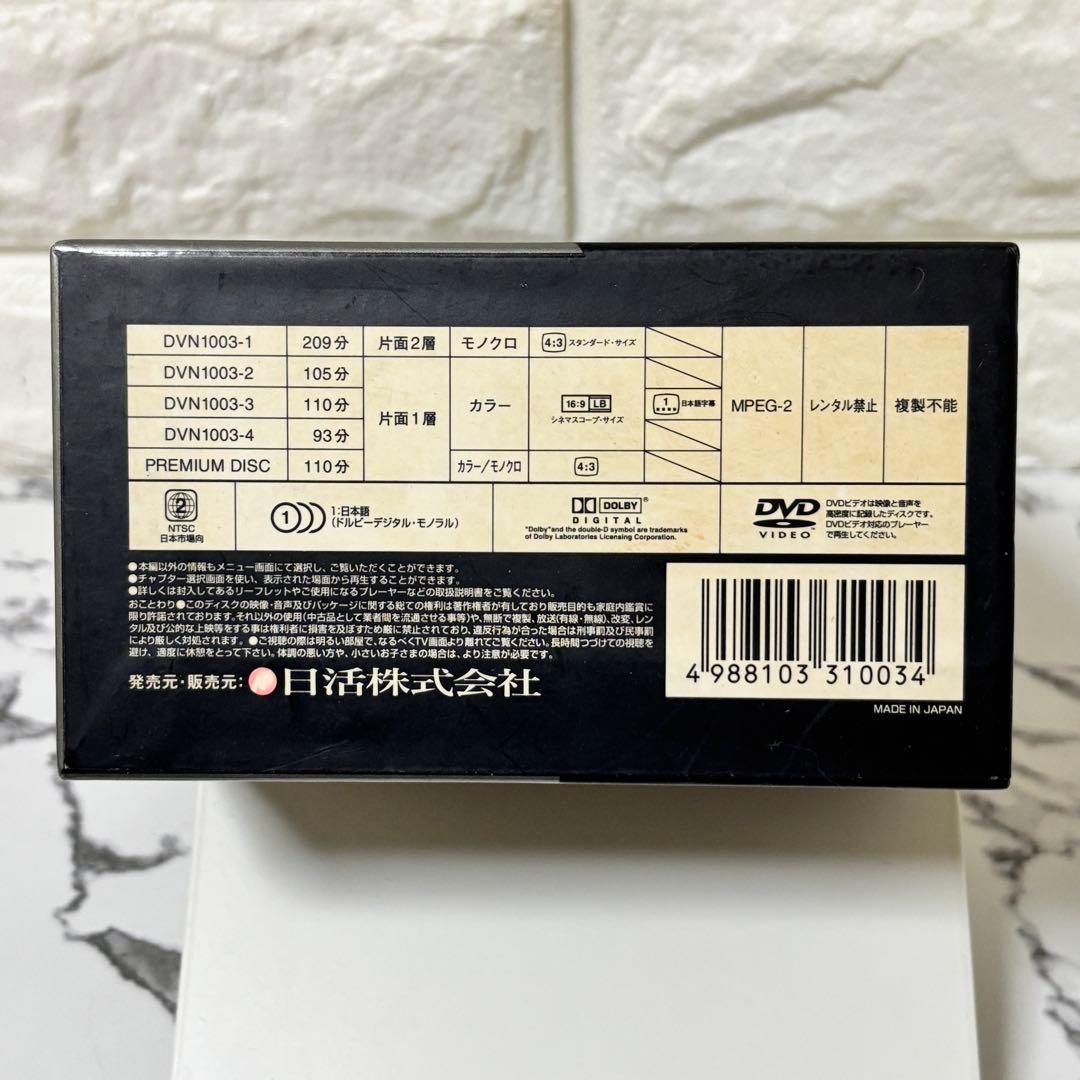 DVN1003-1 209分 片面2層 モノクロ 4:3 スタンダード・サイズ
DVN1003-2 105分
DVN1003-3 110分 片面1層 カラー 16:9 LB シネマスコープ・サイズ 1 日本語字幕 MPEG-2 レンタル禁止 複製不能
DVN1003-4 93分
PREMIUM DISC 110分 カラー/モノクロ 4:3
2 NTSC 日本市場向
1 1:日本語
(ドルビーデジタル・モノラル)
DOLBY®
DIGITAL
"Dolby"and the double-D symbol are trademarks
of Dolby Laboratories Licensing Corporation.
DVD
VIDEO
DVDビデオは映像と音声を
高密度に記録したディスクです。
DVDビデオ対応のプレーヤー
で再生してください。
●本編以外の情報もメニュー画面にて選択し、ご覧いただくことができます。
●チャプター選択画面を使い、表示された場面から再生することができます。
●詳しくは封入してあるリーフレットやご使用になるプレーヤーなどの取扱説明書をご覧ください。
おことわり●このディスクの映像・音声及びパッケージに関する総ての権利は著作権者が有しており販売目的も家庭内鑑賞に
限り許諾されております。それ以外の使用(中古品として業者間を流通させる事等)や、無断で複製、放送(有線・無線)、改変、レン
タル及び公的な上映等をする事は権利者に損害を及ぼすため厳に禁止されており、違反行為が合った場合は刑事罰及び民事罰
により厳しく対処されます。●ご視聴の際は明るい部屋で、なるべくTV画面より離れてご覧ください。長時間つづけての視聴を
避け、適度に休憩をとって下さい。体調の悪い方や、小さいお子さまの場合は、より注意が必要です。
発売元・販売元: 日活株式会社
4 988103 310034
MADE IN JAPAN